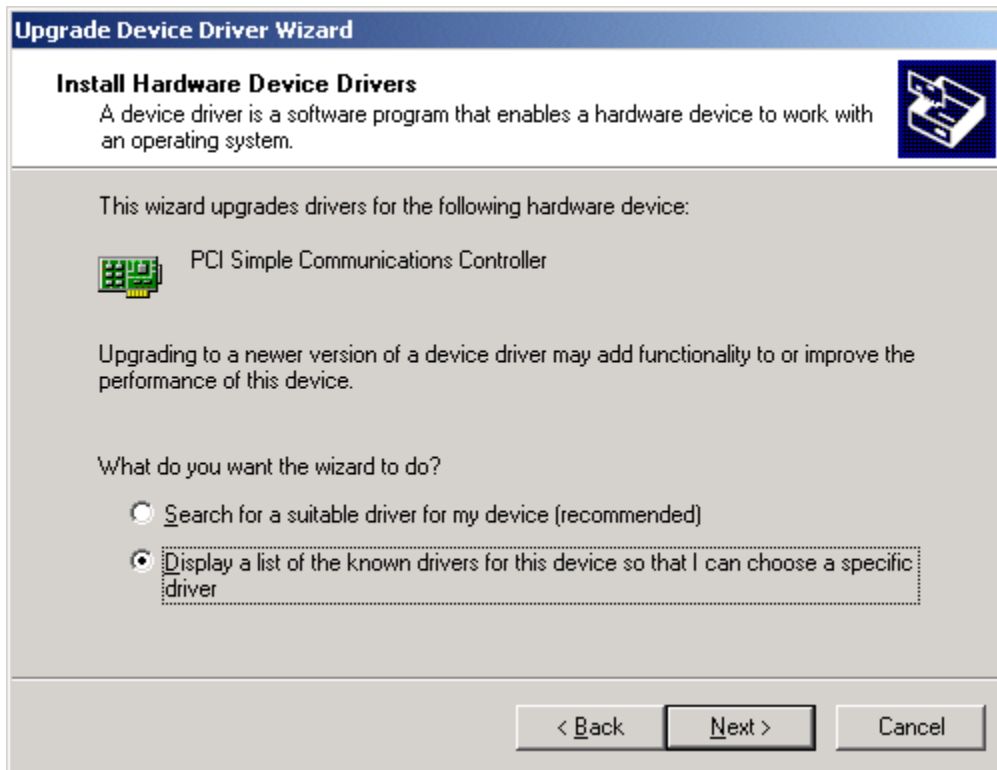 Upgrade Device Driver Wizard
Install Hardware Device Drivers
A device driver is a software program that enables a hardware device to work with
an operating system.
This wizard upgrades drivers for the following hardware device:
PCI Simple Communications Controller
Upgrading to a newer version of a device driver may add functionality to or improve the
performance of this device.
What do you want the wizard to do?
Search for a suitable driver for my device (recommended)
Display a list of the known drivers for this device so that I can choose a specific
driver
< Back Next > Cancel